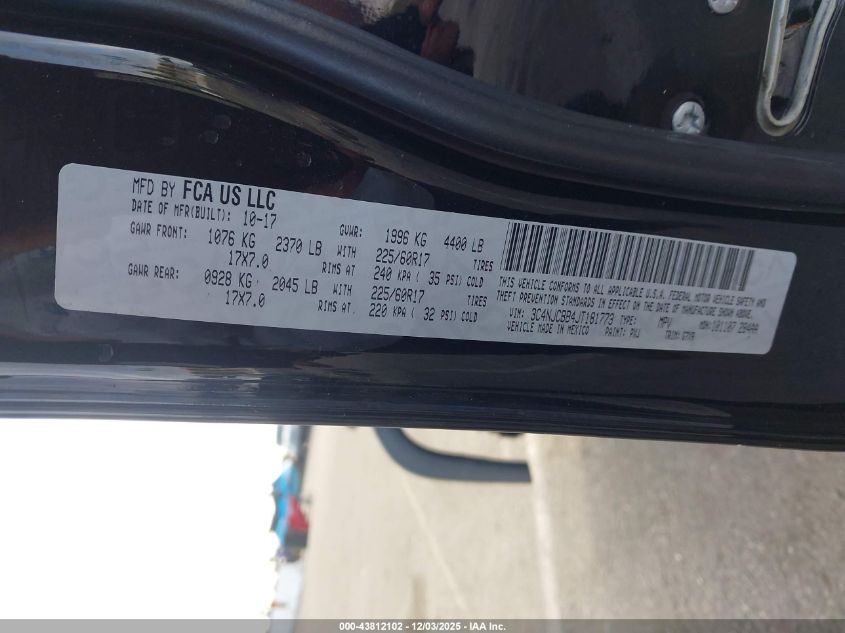 MFD BY FCA US LLC
DATE OF MFR(BUILT): 10-17
GVWR: 1996 KG 4400 LB
GAWR FRONT: 1076 KG 2370 LB WITH 225/60R17 TIRES
17X7.0 RIMS AT 240 KPA ( 35 PSI) COLD
GAWR REAR: 0928 KG 2045 LB WITH 225/60R17 TIRES
17X7.0 RIMS AT 220 KPA ( 32 PSI) COLD
THIS VEHICLE CONFORMS TO ALL APPLICABLE U.S.A. FEDERAL MOTOR VEHICLE SAFETY AND
THEFT PREVENTION STANDARDS IN EFFECT ON THE DATE OF MANUFACTURE SHOWN ABOVE.
VIN: 3C4NJCBB4JT181773 TYPE: MPV
VEHICLE MADE IN MEXICO PAINT: PXJ TRIM:
000-43812102 - 12/03/2025 - IAA Inc.